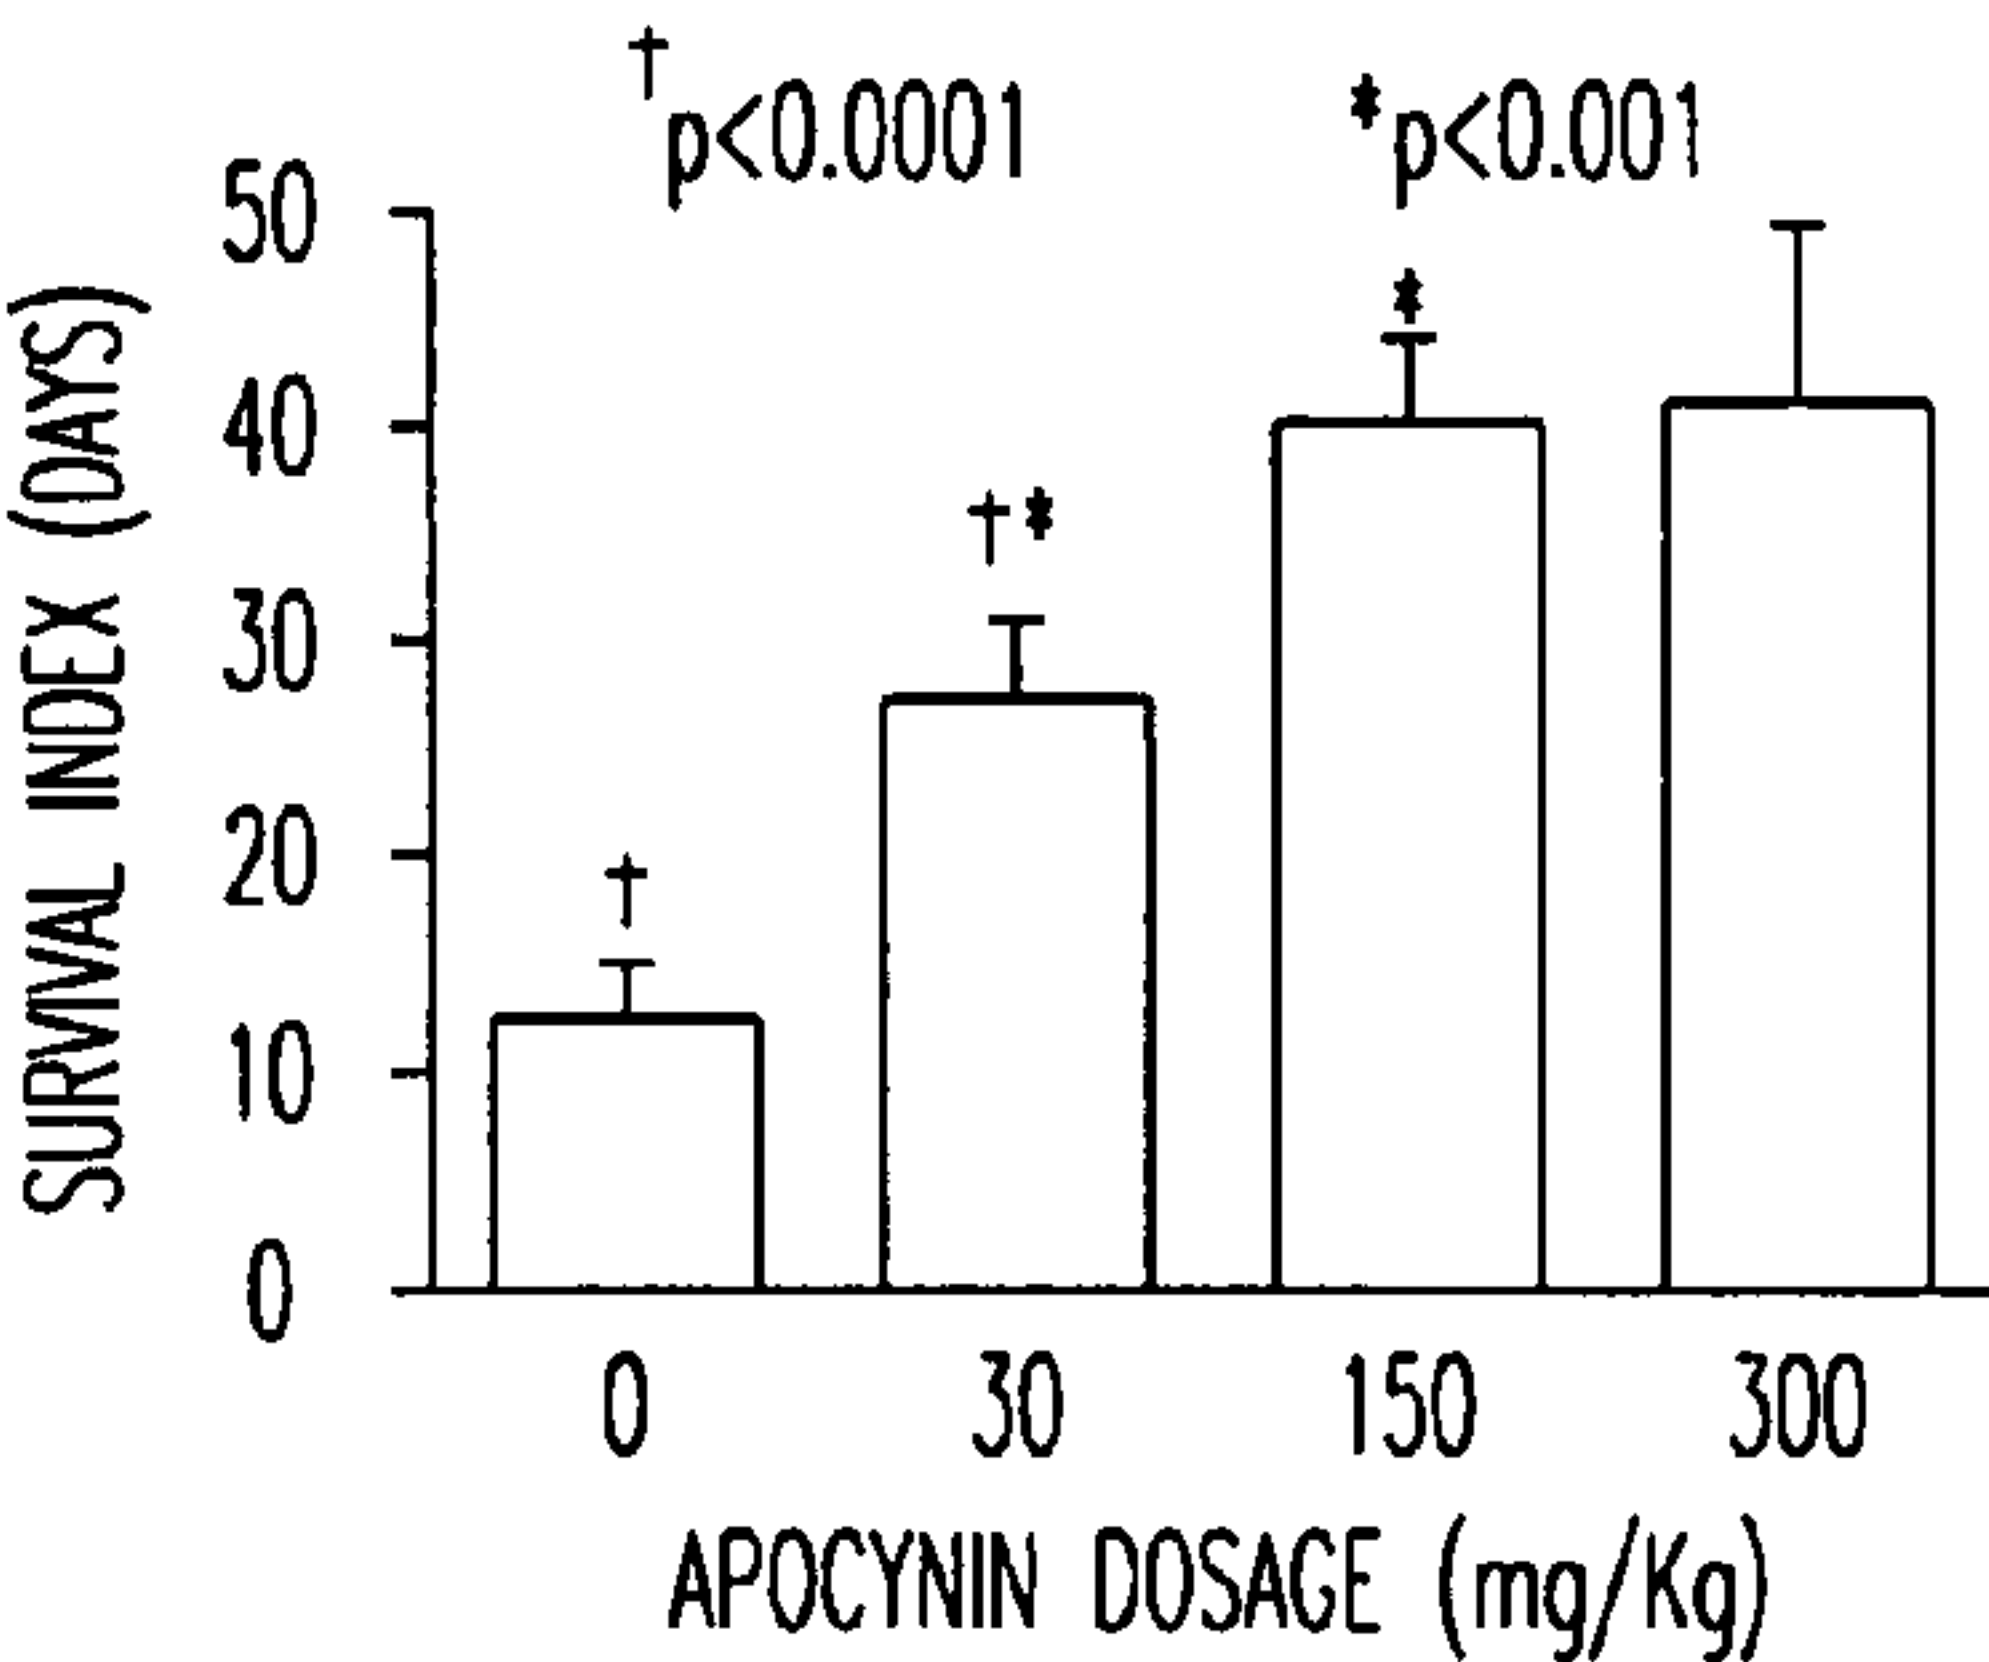 †p<0.0001 *p<0.001
50
40
30
20
10
0
SURVIVAL INDEX (DAYS)
†
†*
*
0 30 150 300
APOCYNIN DOSAGE (mg/Kg)